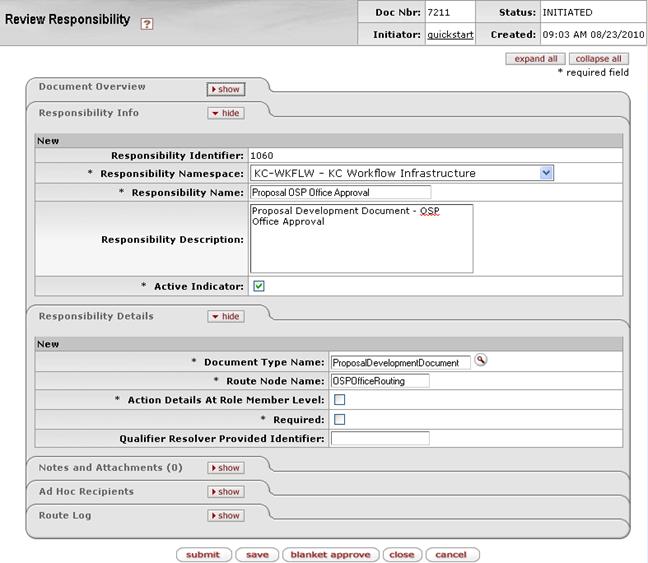 Review Responsibility ?
Doc Nbr: 7211 Status: INITIATED
Initiator: quickstart Created: 09:03 AM 08/23/2010
expand all collapse all
* required field
Document Overview show
Responsibility Info hide
New
Responsibility Identifier: 1060
* Responsibility Namespace: KC-WKFLW - KC Workflow Infrastructure
* Responsibility Name: Proposal OSP Office Approval
Responsibility Description: Proposal Development Document - OSP
Office Approval
* Active Indicator:
Responsibility Details hide
New
* Document Type Name: ProposalDevelopmentDocument
* Route Node Name: OSPOfficeRouting
* Action Details At Role Member Level:
* Required:
Qualifier Resolver Provided Identifier:
Notes and Attachments (0) show
Ad Hoc Recipients show
Route Log show
submit save blanket approve close cancel